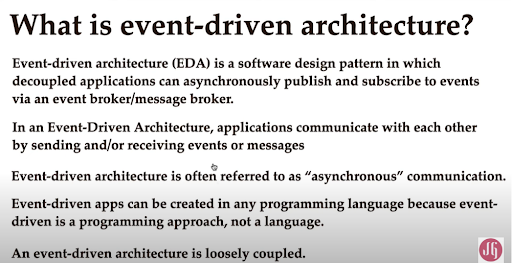 What is event-driven architecture?
Event-driven architecture (EDA) is a software design pattern in which
decoupled applications can asynchronously publish and subscribe to events
via an event broker/message broker.
In an Event-Driven Architecture, applications communicate with each other
by sending and/or receiving events or messages
Event-driven architecture is often referred to as “asynchronous” communication.
Event-driven apps can be created in any programming language because event-
driven is a programming approach, not a language.
An event-driven architecture is loosely coupled.